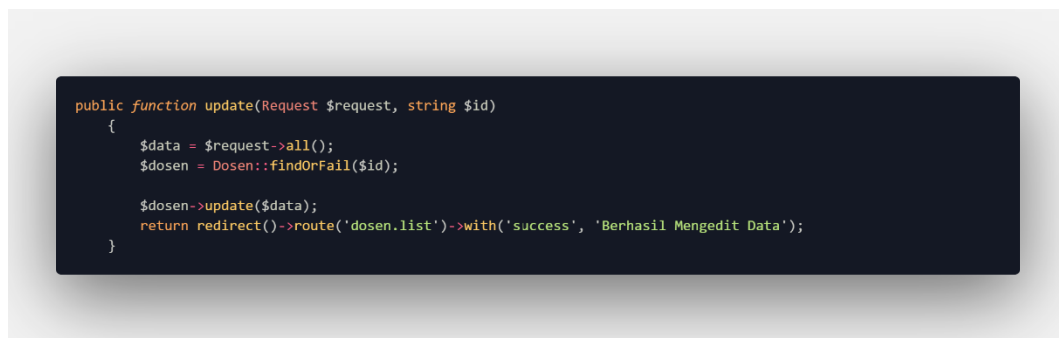 public function update(Request $request, string $id)
    {
        $data = $request->all();
        $dosen = Dosen::findOrFail($id);

        $dosen->update($data);
        return redirect()->route('dosen.list')->with('success', 'Berhasil Mengedit Data');
    }